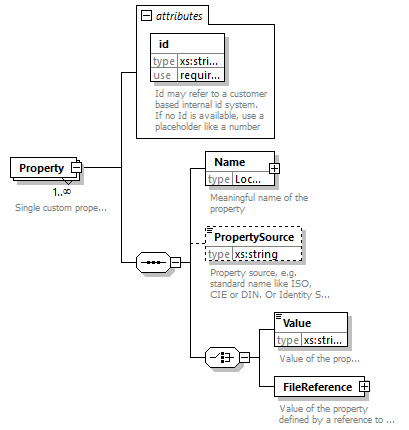 attributes
id
type xs:stri...
use requir...
Id may refer to a customer
based internal id system.
If no Id is available, use a
placeholder like a number
Property
1..∞
Single custom prope...
Name
type Loc...
Meaningful name of the
property
PropertySource
type xs:string
Property source, e.g.
standard name like ISO,
CIE or DIN. Or Identity S...
Value
type xs:stri...
Value of the prop...
FileReference
Value of the property
defined by a reference to ...